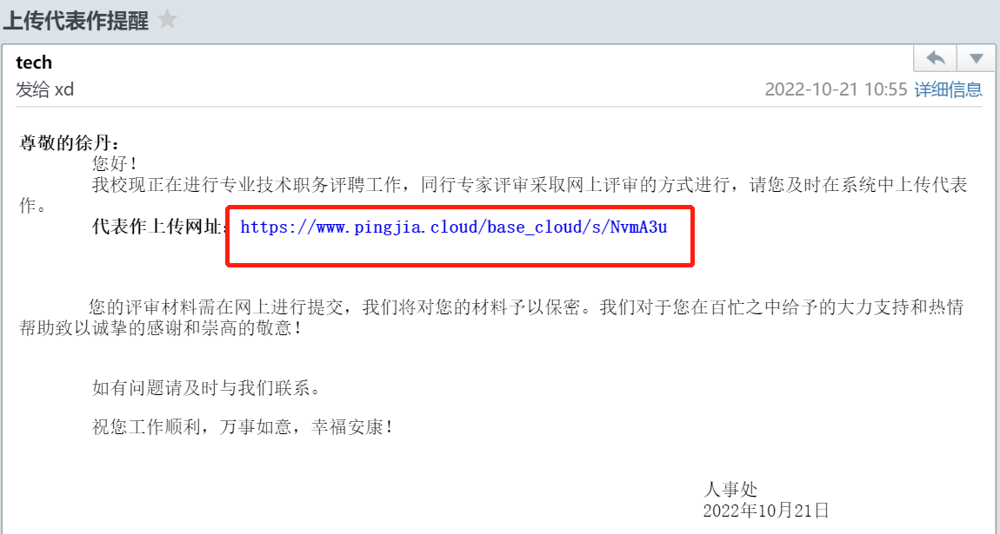 上传代表作提醒
tech
发给 xd
2022-10-21 10:55 详细信息
尊敬的徐丹：
您好！
我校现正在进行专业技术职务评聘工作，同行专家评审采取网上评审的方式进行，请您及时在系统中上传代表
作。
代表作上传网址：https://www.pingjia.cloud/base_cloud/s/NvmA3u
您的评审材料需在网上进行提交，我们将对您的材料予以保密。我们对于您在百忙之中给予的大力支持和热情
帮助致以诚挚的感谢和崇高的敬意！
如有问题请及时与我们联系。
祝您工作顺利，万事如意，幸福安康！
人事处
2022年10月21日